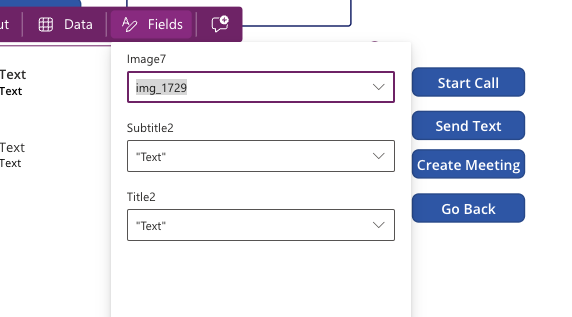 Data
Fields
Image7
img_1729
Subtitle2
"Text"
Title2
"Text"
Text
Text
Text
Text
Start Call
Send Text
Create Meeting
Go Back